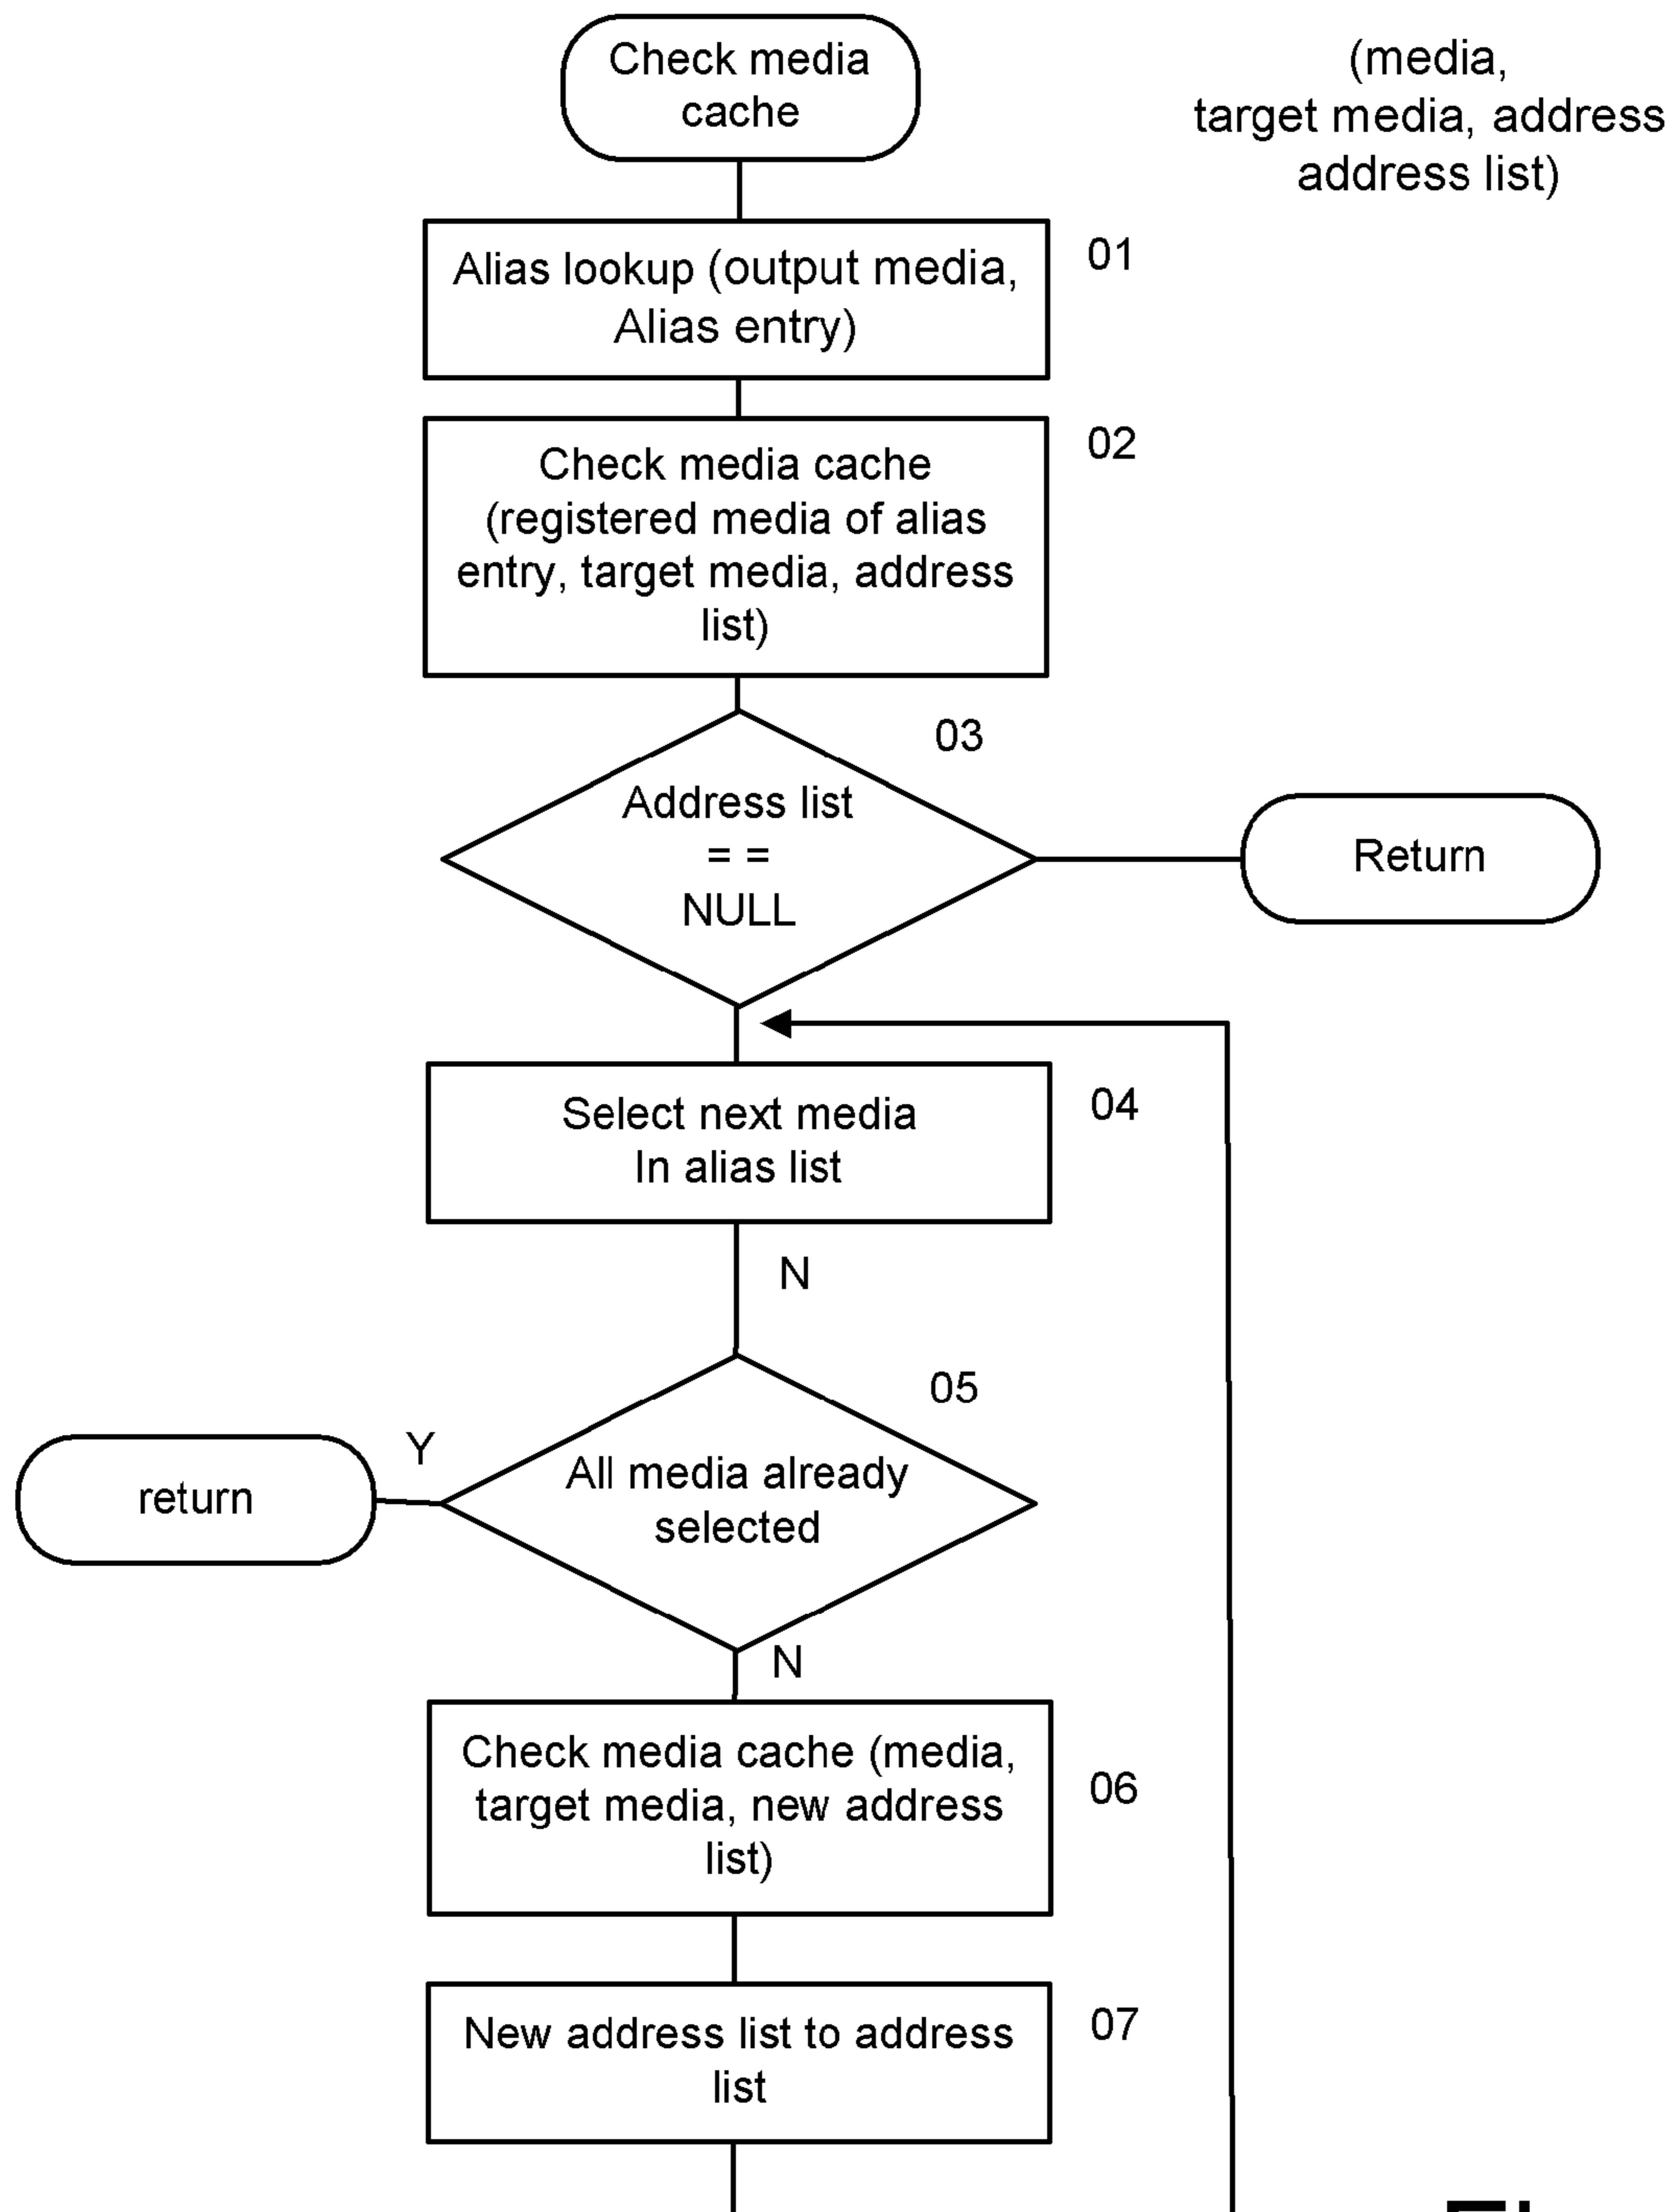 Check media
cache
(media,
target media, address
address list)
Alias lookup (output media,
Alias entry)
01
Check media cache
(registered media of alias
entry, target media, address
list)
02
03
Address list
= =
NULL
Return
Select next media
In alias list
04
N
05
Y
All media already
selected
return
N
Check media cache (media,
target media, new address
list)
06
New address list to address
list
07